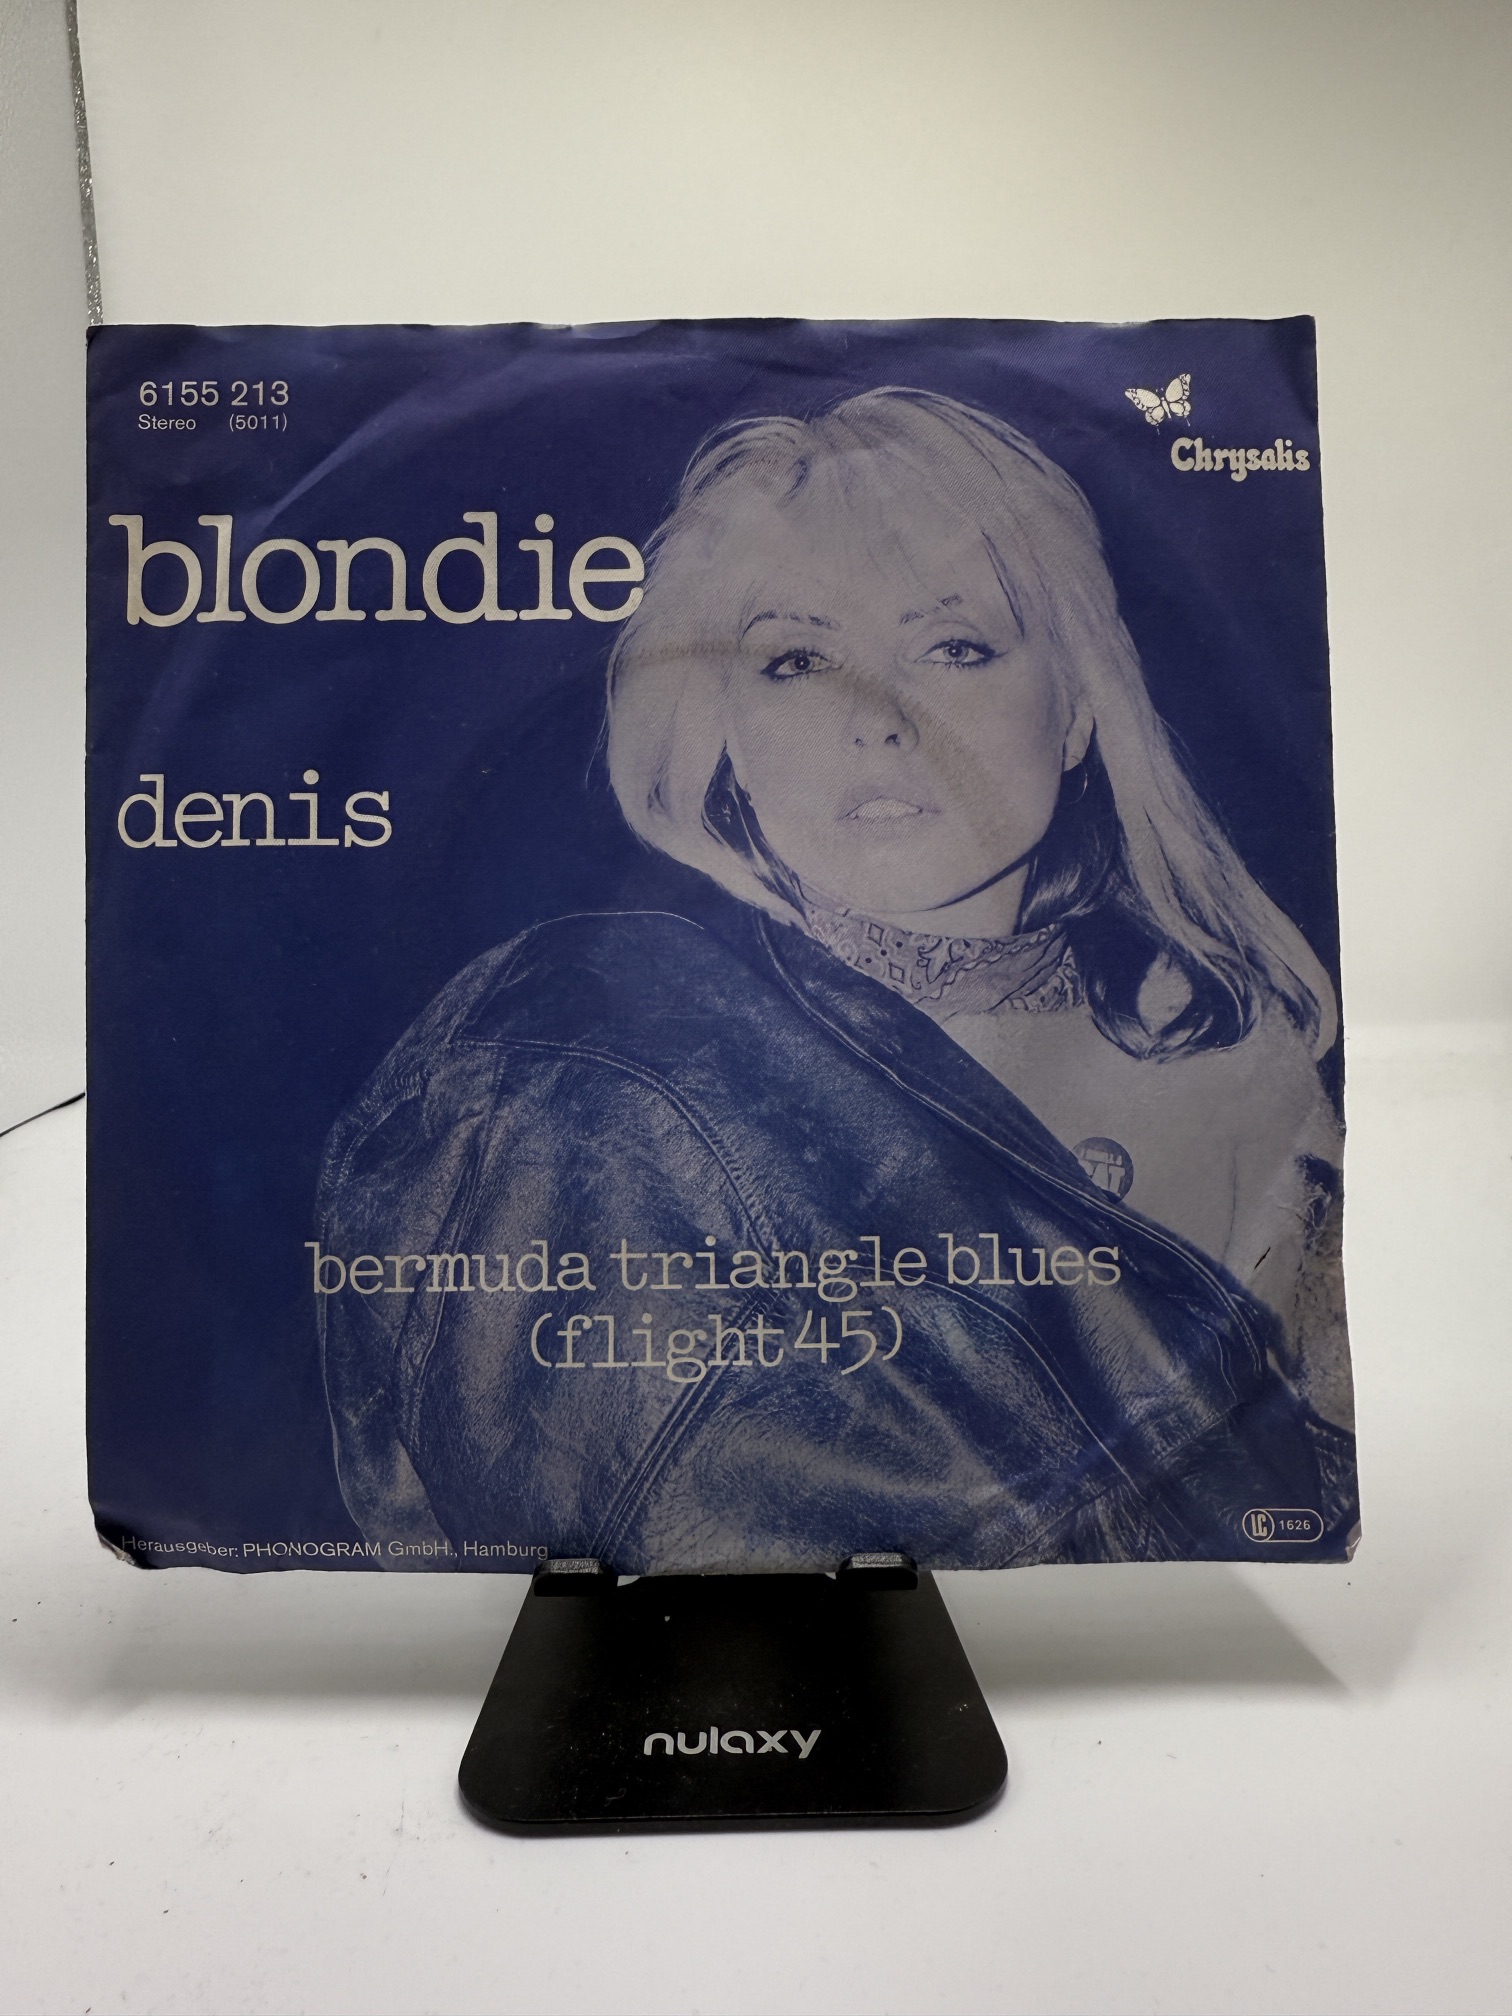 6155 213
Stereo (5011)
Chrysalis
blondie
denis
bermuda triangle blues
(flight 45)
Herausgeber: PHONOGRAM GmbH., Hamburg
LC 1626
nulaxy